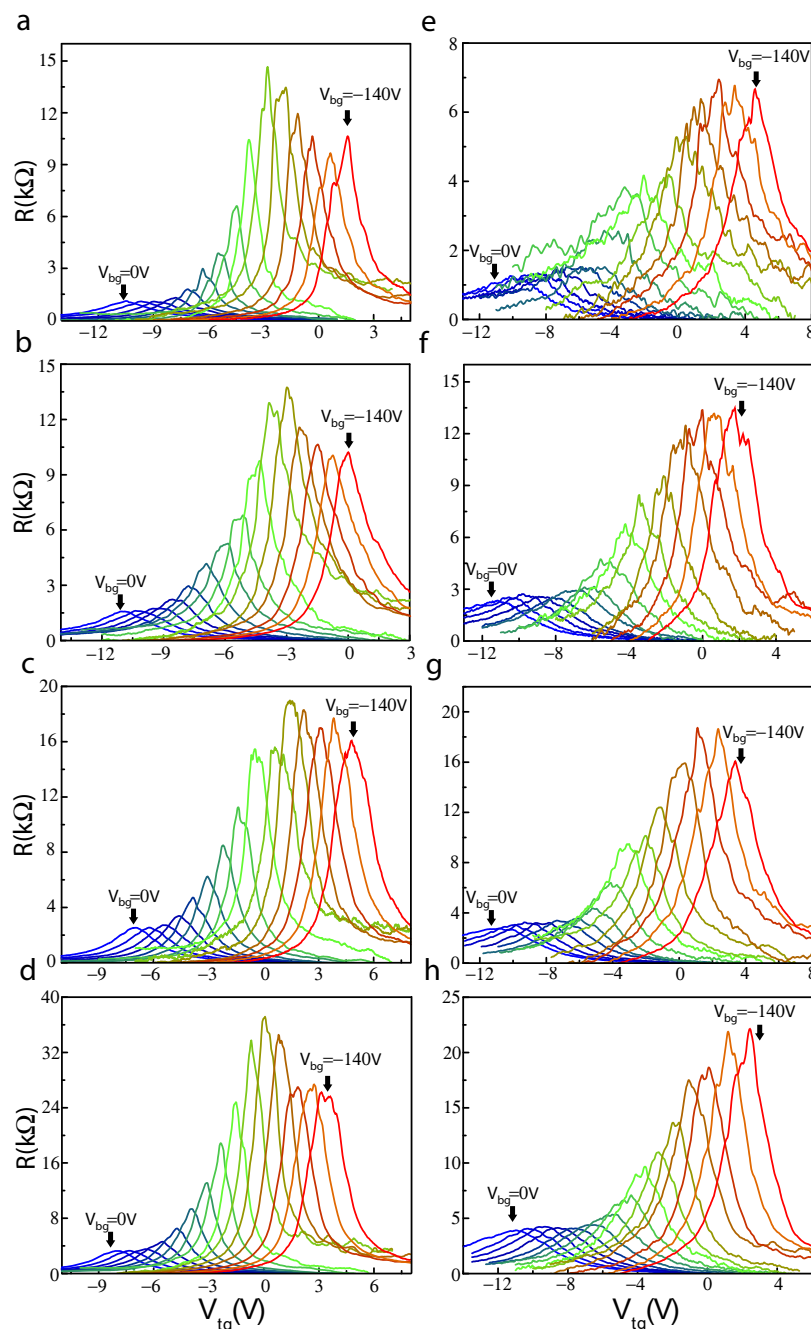 a
R(kΩ)
15
12
9
6
3
0
V_bg=0V
V_bg=−140V
−12 −9 −6 −3 0 3
b
R(kΩ)
15
12
9
6
3
0
V_bg=0V
V_bg=−140V
−12 −9 −6 −3 0 3
c
R(kΩ)
20
16
12
8
4
0
V_bg=0V
V_bg=−140V
−9 −6 −3 0 3 6
d
R(kΩ)
36
27
18
9
0
V_bg=0V
V_bg=−140V
−9 −6 −3 0 3 6
V_tg(V)
e
8
6
4
2
0
V_bg=0V
V_bg=−140V
−12 −8 −4 0 4 8
f
15
12
9
6
3
0
V_bg=0V
V_bg=−140V
−12 −8 −4 0 4
g
20
16
12
8
4
0
V_bg=0V
V_bg=−140V
−12 −8 −4 0 4 8
h
25
20
15
10
5
0
V_bg=0V
V_bg=−140V
−12 −8 −4 0 4
V_tg(V)